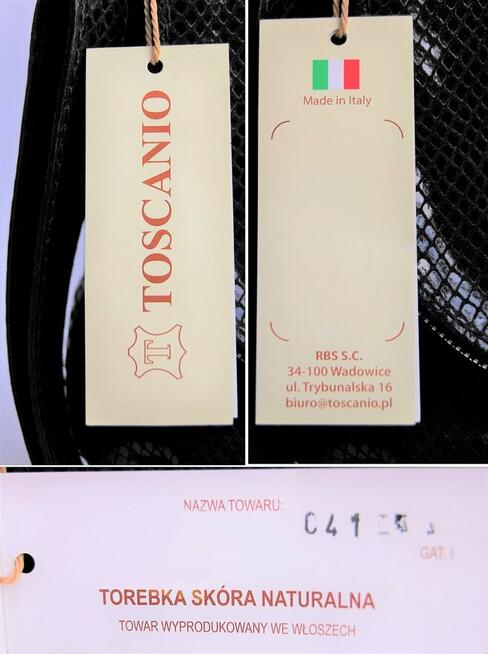 TOSCANIO
T
Made in Italy
RBS S.C.
34-100 Wadowice
ul. Trybunalska 16
biuro@toscanio.pl
NAZWA TOWARU:
GAT. I
TOREBKA SKÓRA NATURALNA
TOWAR WYPRODUKOWANY WE WŁOSZECH